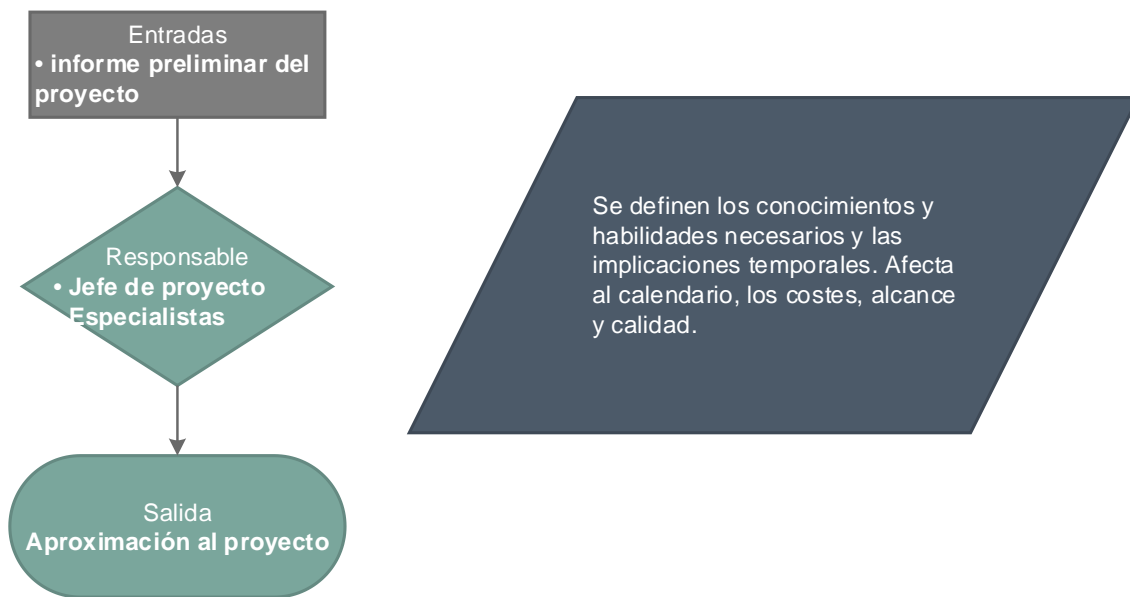 Entradas
• informe preliminar del
proyecto
Responsable
• Jefe de proyecto
Especialistas
Salida
Aproximación al proyecto
Se definen los conocimientos y
habilidades necesarios y las
implicaciones temporales. Afecta
al calendario, los costes, alcance
y calidad.